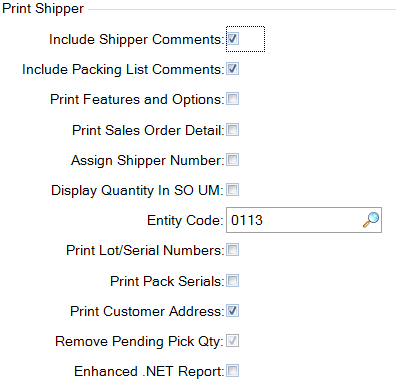 Print Shipper
Include Shipper Comments:
Include Packing List Comments:
Print Features and Options:
Print Sales Order Detail:
Assign Shipper Number:
Display Quantity In SO UM:
Entity Code: 0113
Print Lot/Serial Numbers:
Print Pack Serials:
Print Customer Address:
Remove Pending Pick Qty:
Enhanced .NET Report: